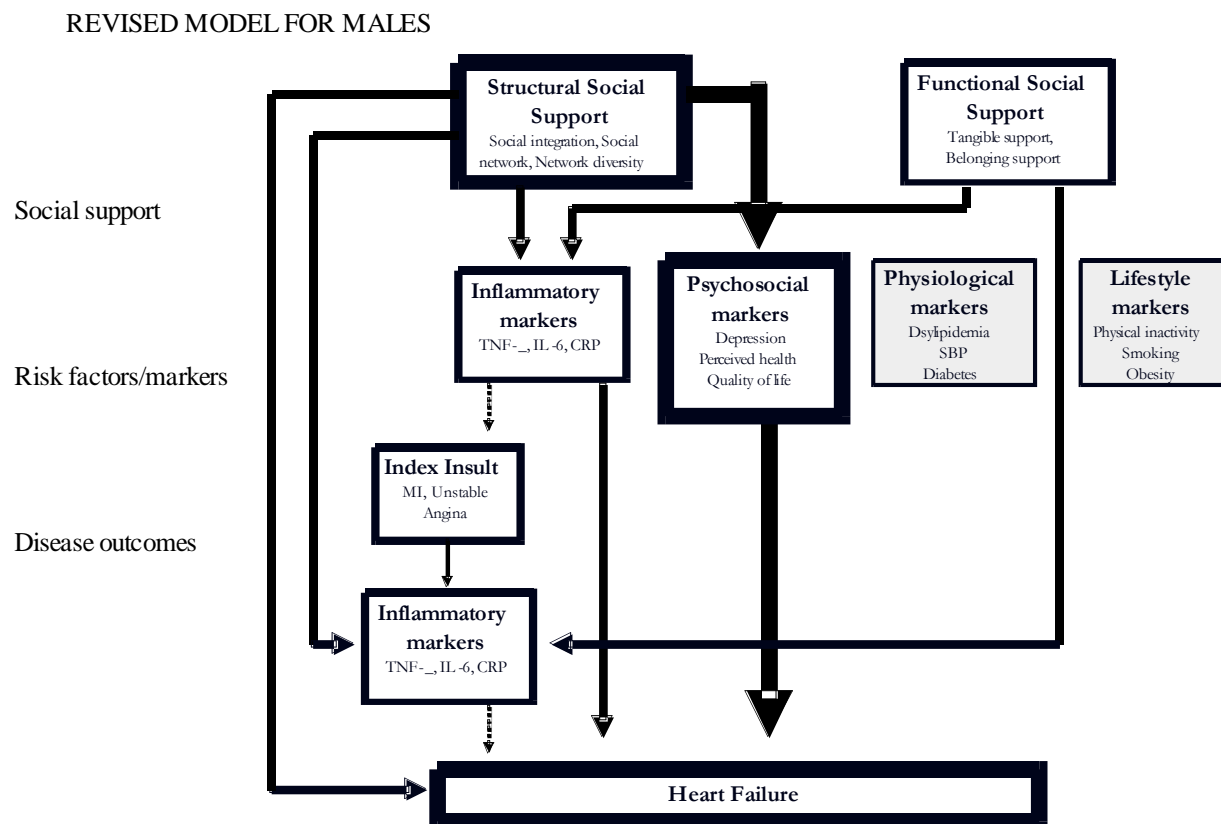 REVISED MODEL FOR MALES
Structural Social
Support
Social integration, Social
network, Network diversity
Functional Social
Support
Tangible support,
Belonging support
Social support
Inflammatory
markers
TNF-_, IL -6, CRP
Psychosocial
markers
Depression
Perceived health
Quality of life
Physiological
markers
Dsylipidemia
SBP
Diabetes
Lifestyle
markers
Physical inactivity
Smoking
Obesity
Risk factors/markers
Index Insult
MI, Unstable
Angina
Disease outcomes
Inflammatory
markers
TNF-_, IL -6, CRP
Heart Failure